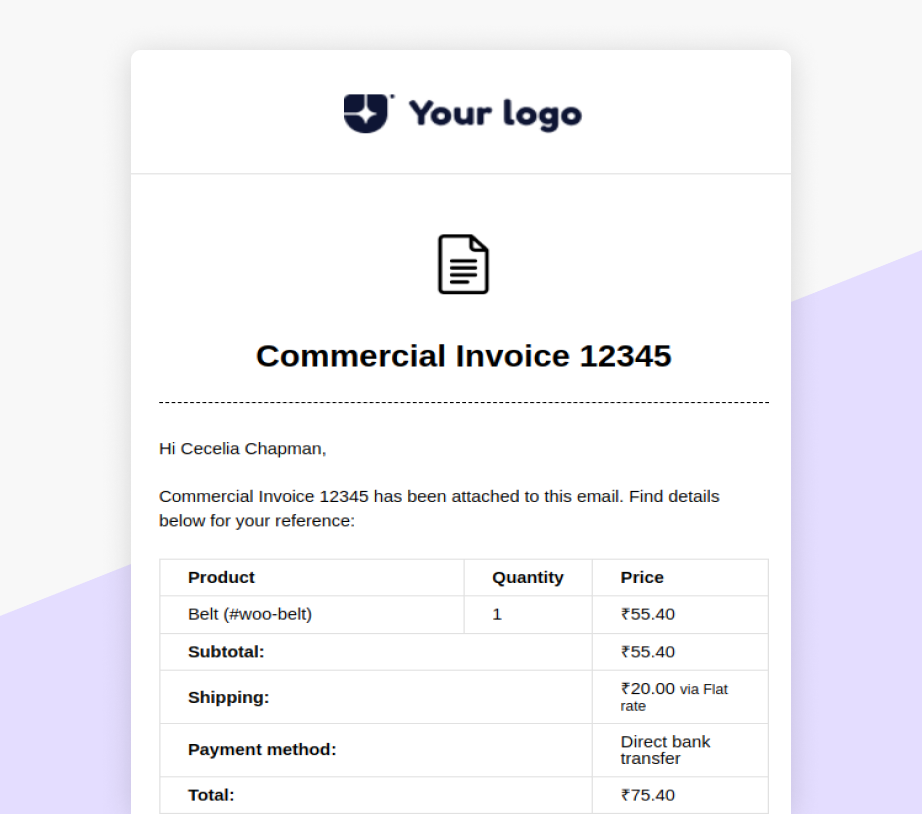 Your logo
Commercial Invoice 12345
Hi Cecelia Chapman,
Commercial Invoice 12345 has been attached to this email. Find details
below for your reference:
Product Quantity Price
Belt (#woo-belt) 1 ₹55.40
Subtotal: ₹55.40
Shipping: ₹20.00 via Flat
rate
Payment method: Direct bank
transfer
Total: ₹75.40